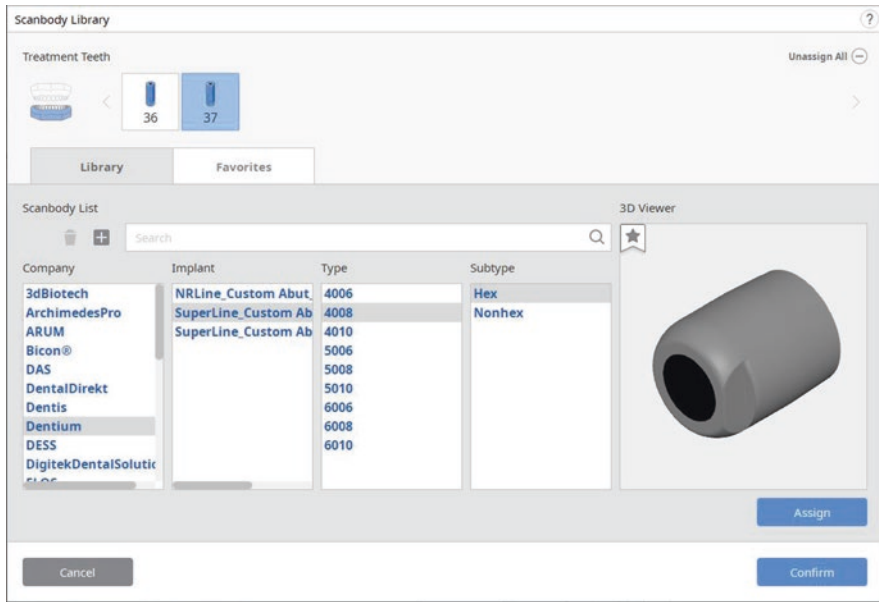 Scanbody Library
?
Treatment Teeth
Unassign All
36
37
Library
Favorites
Scanbody List
3D Viewer
Search
Company
Implant
Type
Subtype
3dBiotech
ArchimedesPro
ARUM
Bicon®
DAS
DentalDirekt
Dentis
Dentium
DESS
DigitekDentalSolutic
NRLine_Custom Abut_
SuperLine_Custom Ab
SuperLine_Custom Ab
4006
4008
4010
5006
5008
5010
6006
6008
6010
Hex
Nonhex
Assign
Cancel
Confirm